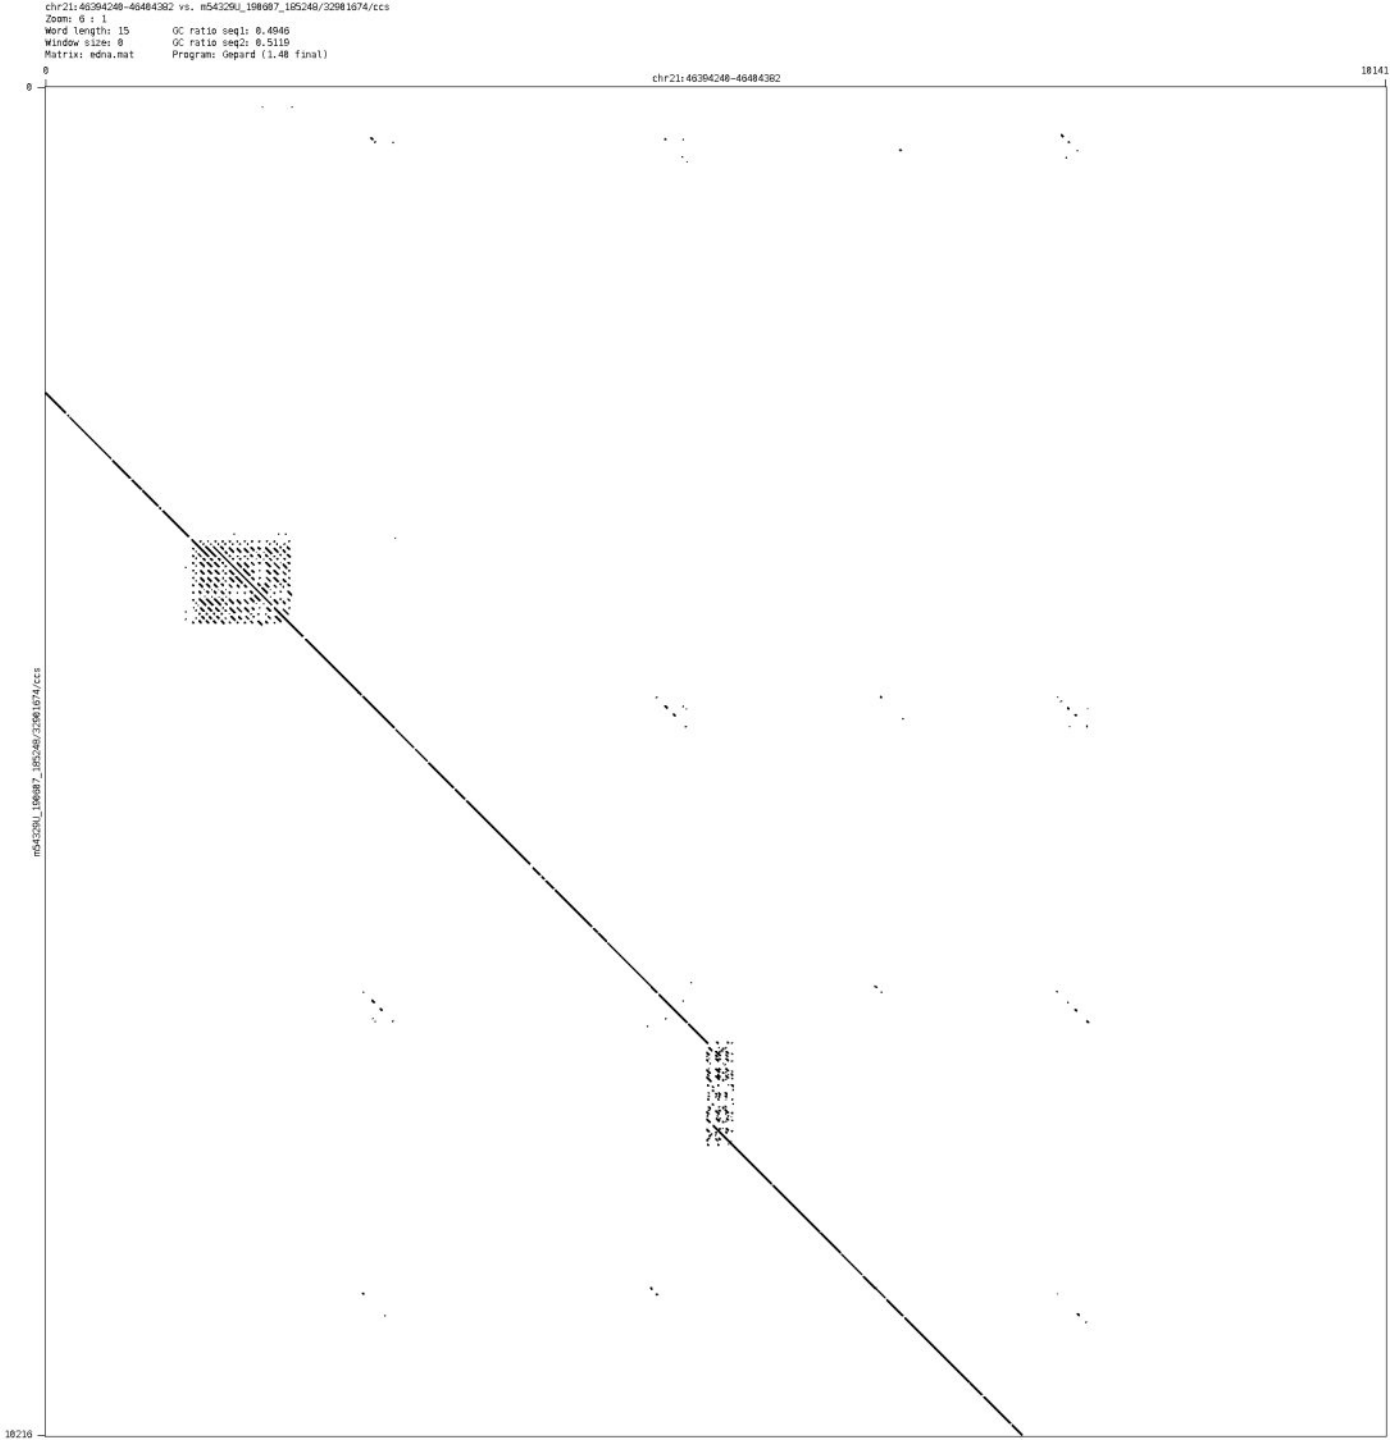 chr21:46394240-46404382 vs. m54329U_190607_185248/32901674/ccs
Zoom: 6 : 1
Word length: 15 GC ratio seq1: 0.4946
Window size: 0 GC ratio seq2: 0.5119
Matrix: edna.mat Program: Gepard (1.40 final)
0 10141
chr21:46394240-46404382
0
m54329U_190607_185248/32901674/ccs
10216